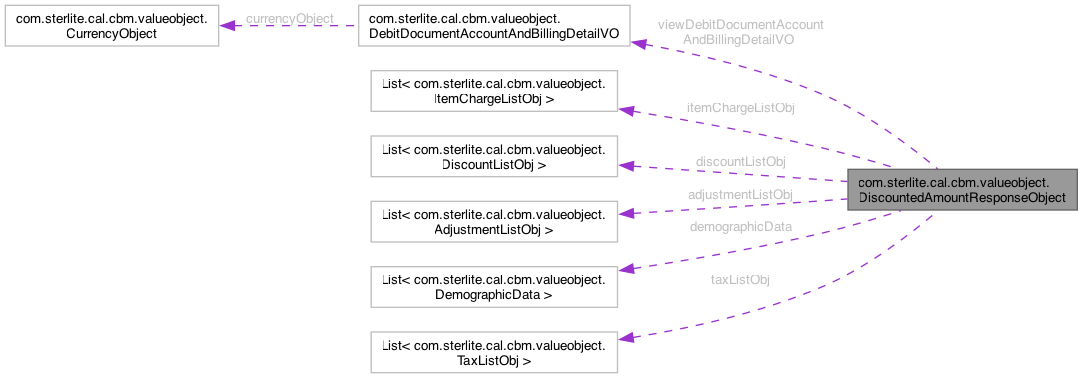 com.sterlite.cal.cbm.valueobject.
CurrencyObject
currencyObject
com.sterlite.cal.cbm.valueobject.
DebitDocumentAccountAndBillingDetailVO
viewDebitDocumentAccount
AndBillingDetailVO
List< com.sterlite.cal.cbm.valueobject.
ItemChargeListObj >
itemChargeListObj
List< com.sterlite.cal.cbm.valueobject.
DiscountListObj >
discountListObj
com.sterlite.cal.cbm.valueobject.
DiscountedAmountResponseObject
List< com.sterlite.cal.cbm.valueobject.
AdjustmentListObj >
adjustmentListObj
List< com.sterlite.cal.cbm.valueobject.
DemographicData >
demographicData
List< com.sterlite.cal.cbm.valueobject.
TaxListObj >
taxListObj